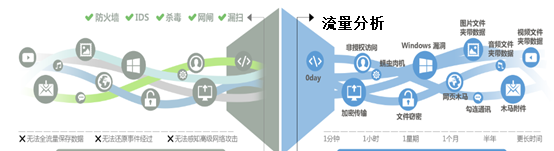 ✓防火墙 ✓IDS ✓杀毒 ✓网闸 ✓漏扫
流量分析
图片文件
夹带数据
视频文件
夹带数据
非授权访问
Windows 漏洞
音频文件
夹带数据
蠕虫肉机
0day
网页木马
加密传输
文件窃密
勾连通讯
木马附件
✗无法全流量保存数据 ✗无法还原事件经过 ✗无法感知高级网络攻击
1分钟 1小时 1星期 1个月 半年 更长时间